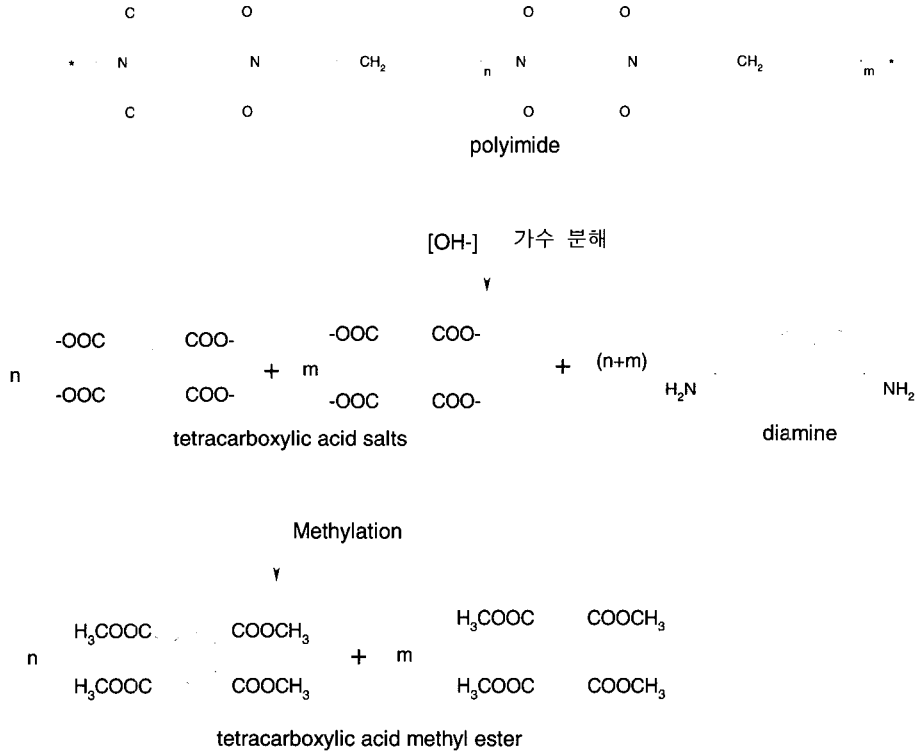 C O O O
* N N CH2 n N N CH2 m *
C O O O
polyimide
[OH-] 가수 분해
-OOC COO- -OOC COO-
n + m + (n+m) H2N NH2
-OOC COO- -OOC COO-
tetracarboxylic acid salts
diamine
Methylation
H3COOC COOCH3 H3COOC COOCH3
n + m
H3COOC COOCH3 H3COOC COOCH3
tetracarboxylic acid methyl ester